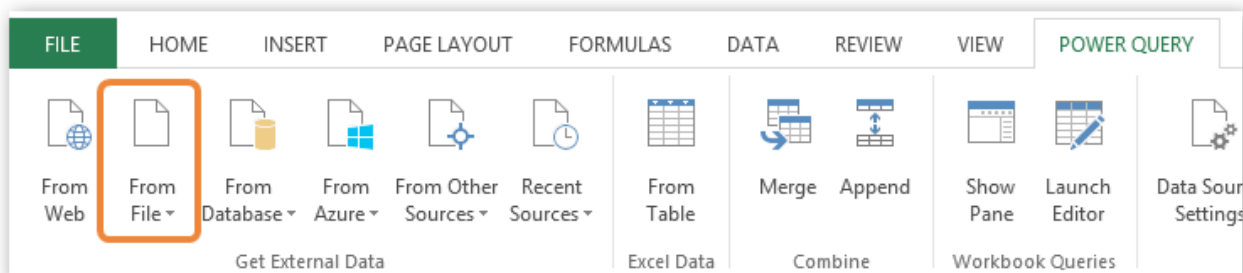 FILE HOME INSERT PAGE LAYOUT FORMULAS DATA REVIEW VIEW POWER QUERY
From From From From From Other Recent From Merge Append Show Launch Data Sour
Web File Database Azure Sources Sources Table Pane Editor Settings
Get External Data Excel Data Combine Workbook Queries